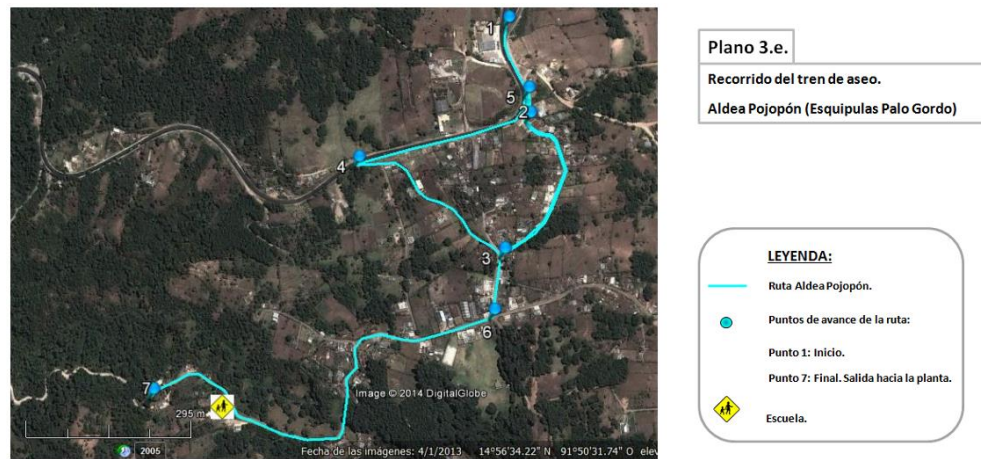 1
5
2
4
3
6
7
295 m
Image © 2014 DigitalGlobe
2005
Fecha de las imágenes: 4/1/2013 14°56'34.22" N 91°50'31.74" O elev
Plano 3.e.
Recorrido del tren de aseo.
Aldea Pojopón (Esquipulas Palo Gordo)
LEYENDA:
Ruta Aldea Pojopón.
Puntos de avance de la ruta:
Punto 1: Inicio.
Punto 7: Final. Salida hacia la planta.
Escuela.